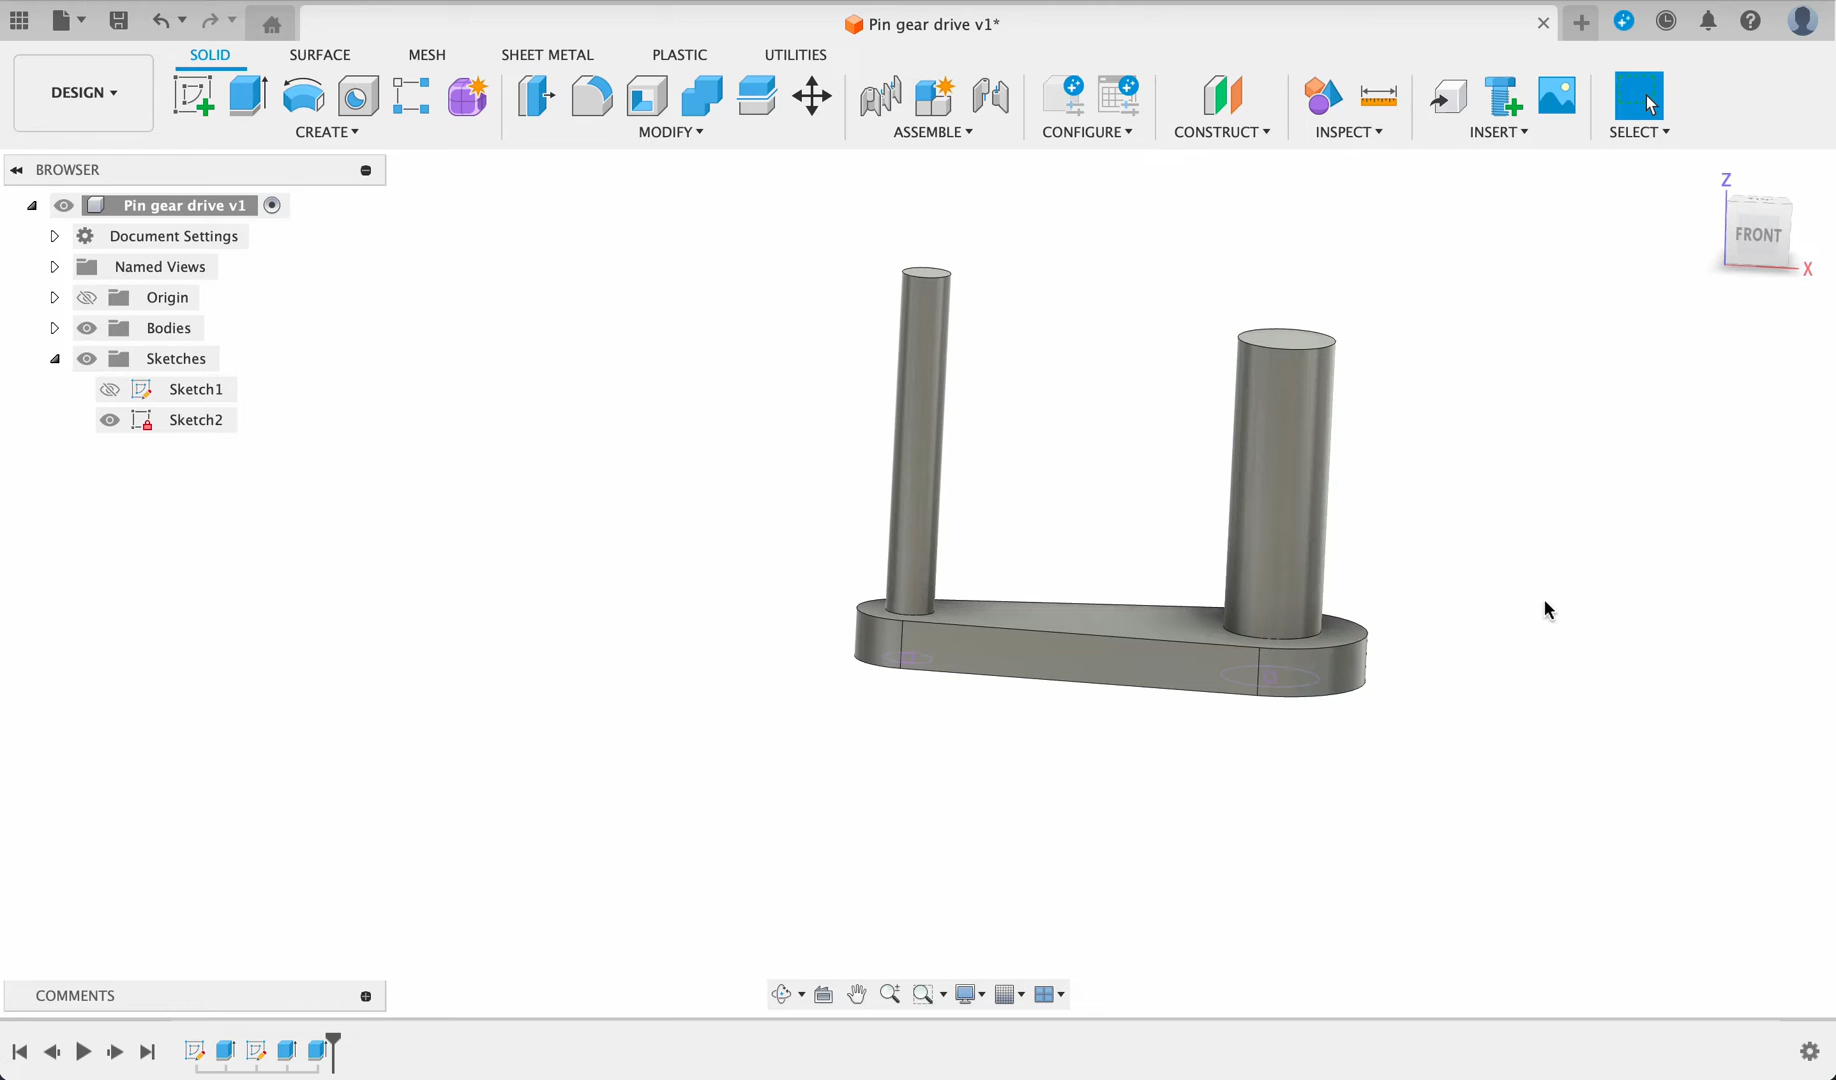 Pin gear drive v1*
SOLID
SURFACE
MESH
SHEET METAL
PLASTIC
UTILITIES
DESIGN
CREATE
MODIFY
ASSEMBLE
CONFIGURE
CONSTRUCT
INSPECT
INSERT
SELECT
BROWSER
Pin gear drive v1
Document Settings
Named Views
Origin
Bodies
Sketches
Sketch1
Sketch2
Z
FRONT
X
COMMENTS